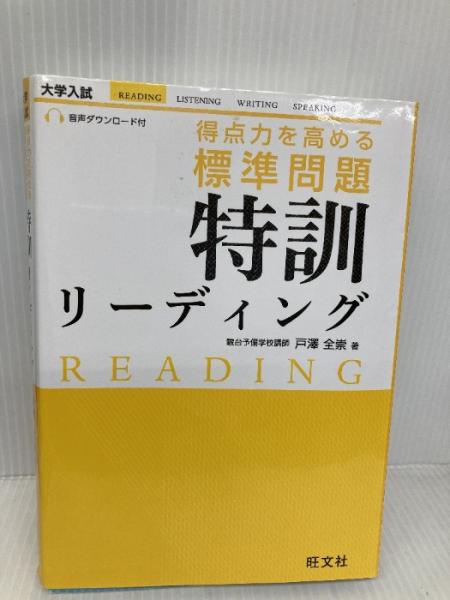 大学入試
READING LISTENING WRITING SPEAKING
音声ダウンロード付
得点力を高める
標準問題
特訓
リーディング
駿台予備学校講師 戸澤 全崇 著
READING
旺文社